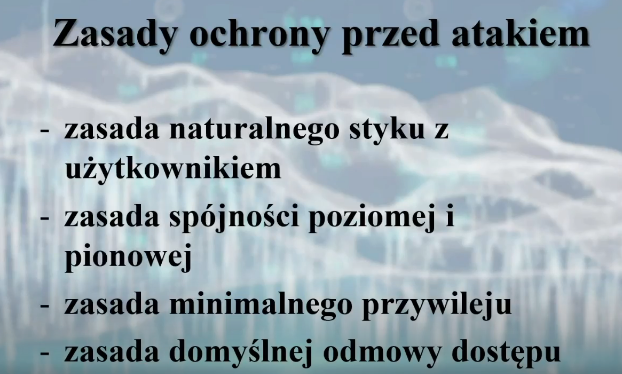 Zasady ochrony przed atakiem
- zasada naturalnego styku z
użytkownikiem
- zasada spójności poziomej i
pionowej
- zasada minimalnego przywileju
- zasada domyślnej odmowy dostępu